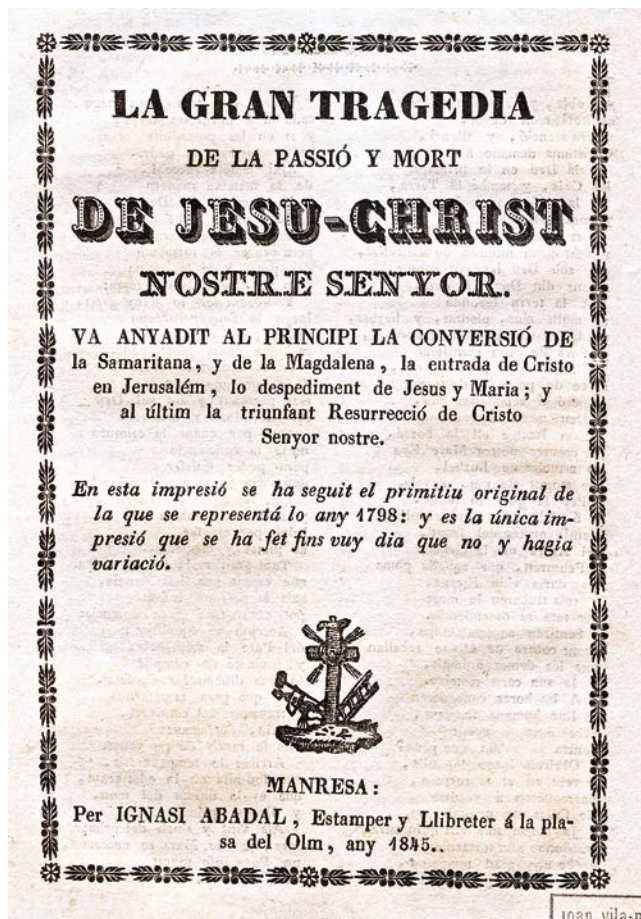 LA GRAN TRAGEDIA
DE LA PASSIÓ Y MORT
DE JESU-CHRIST
NOSTRE SENYOR.
VA ANYADIT AL PRINCIPI LA CONVERSIÓ DE
la Samaritana, y de la Magdalena, la entrada de Cristo
en Jerusalém, lo despediment de Jesus y Maria; y
al últim la triunfant Resurrecció de Cristo
Senyor nostre.
En esta impresió se ha seguit el primitiu original de
la que se representá lo any 1798: y es la única im-
presió que se ha fet fins vuy dia que no y hagia
variació.
MANRESA:
Per IGNASI ABADAL, Estamper y Llibreter á la pla-
sa del Olm, any 1845..
joan vila